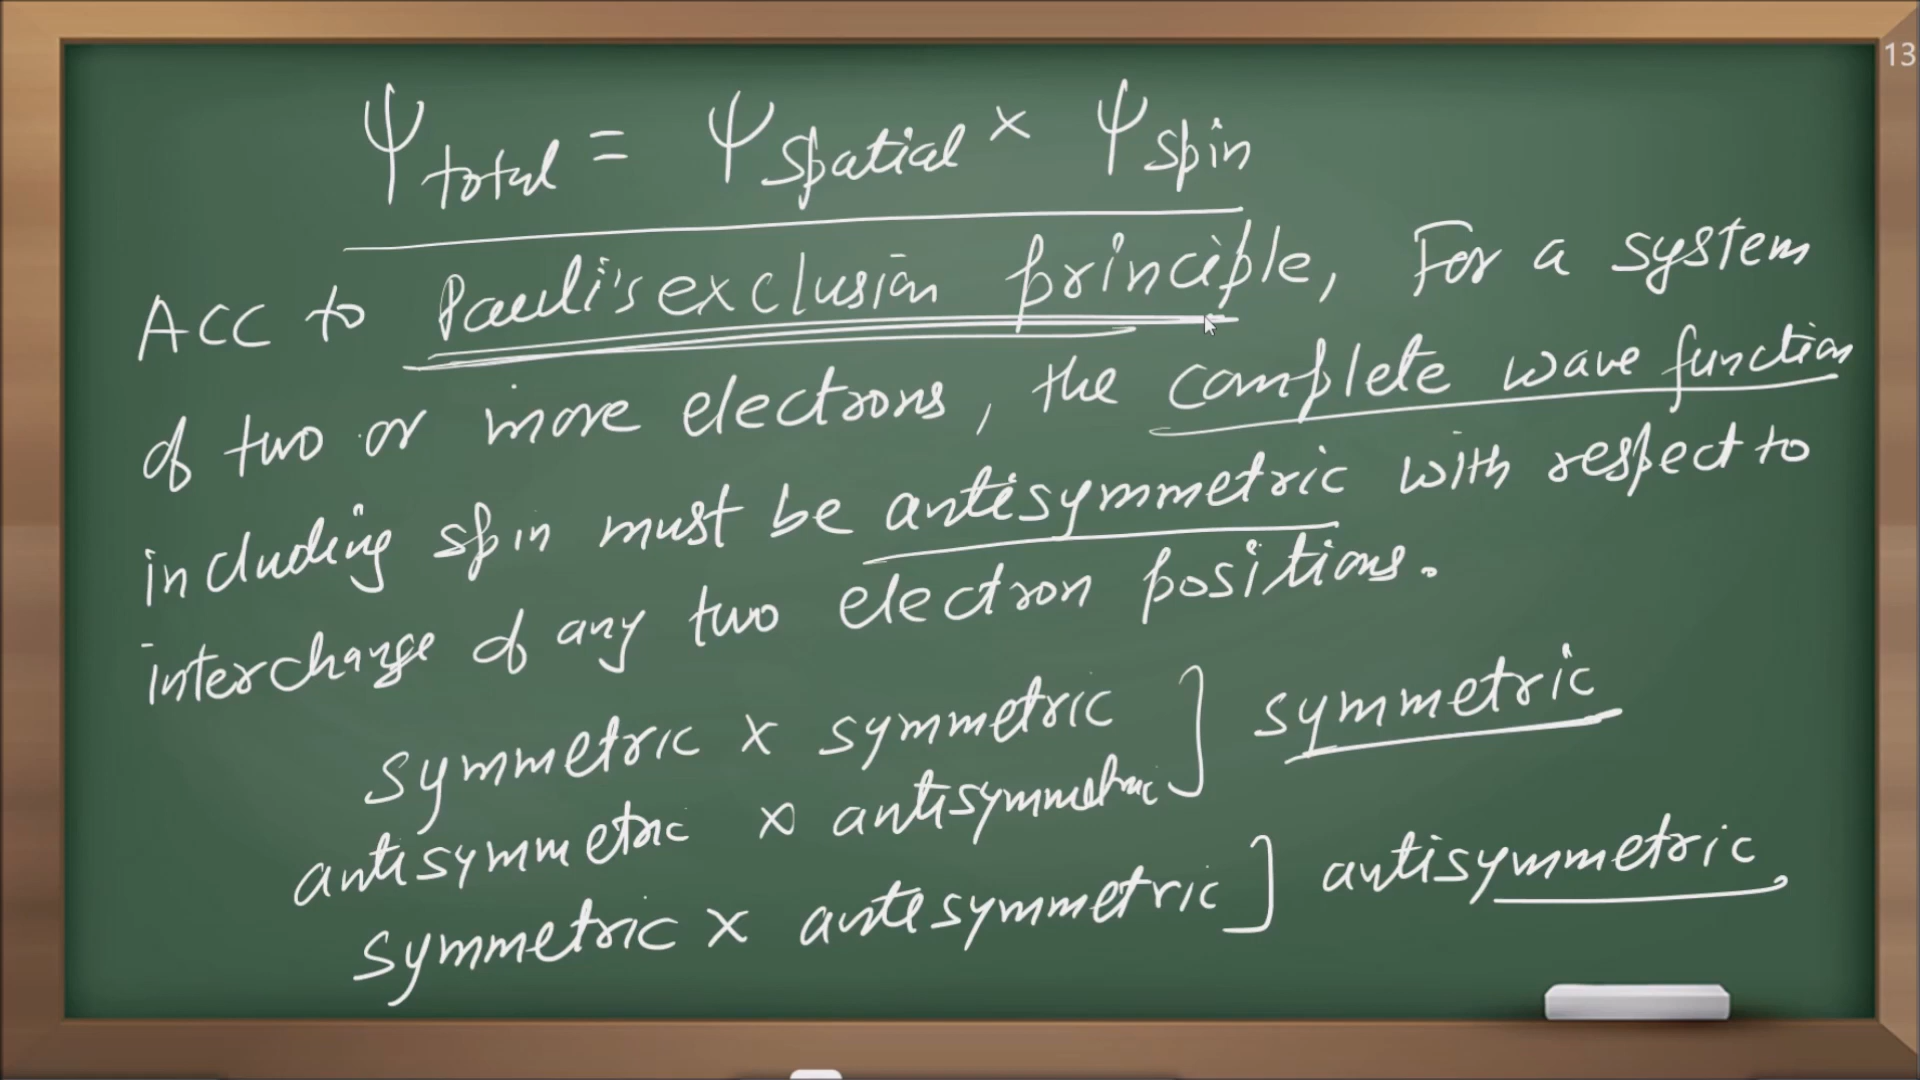 13
Ψtotal = Ψspatial × Ψspin
Acc to Pauli's exclusion principle, For a system
of two or more electrons, the complete wave function
including spin must be antisymmetric with respect to
interchange of any two electron positions.
symmetric × symmetric ] symmetric
antisymmetric × antisymmetric
symmetric × antisymmetric ] antisymmetric